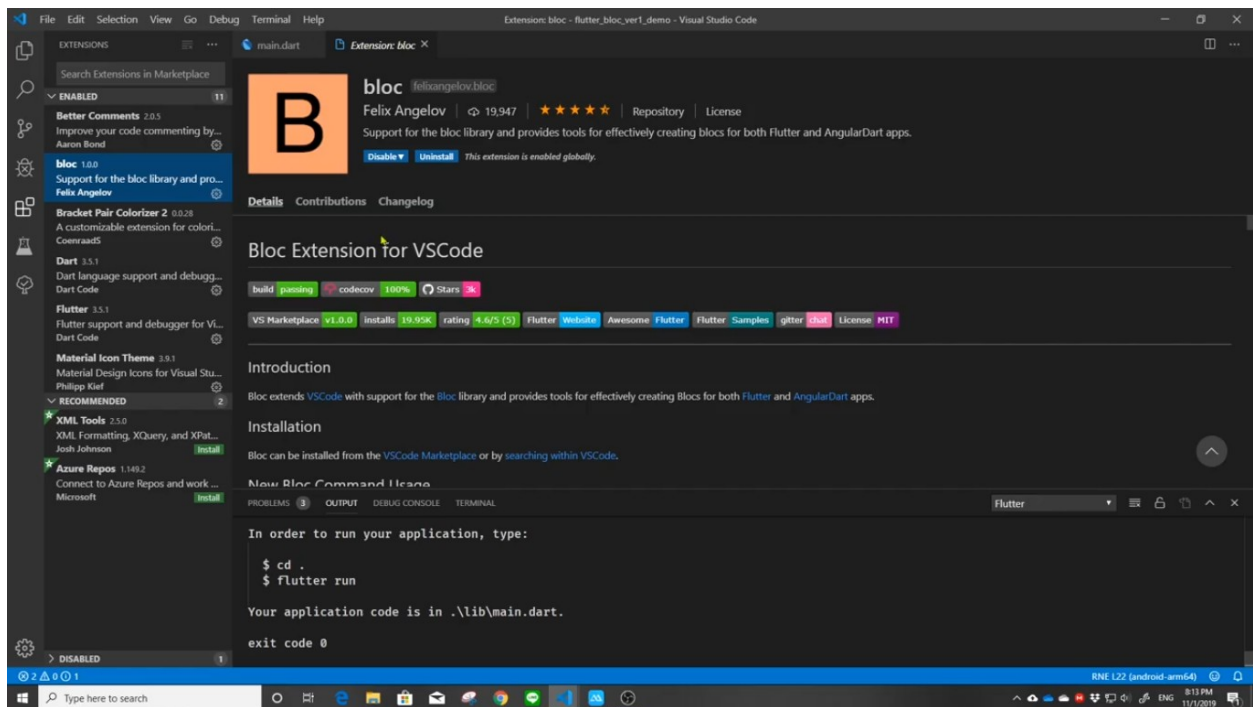 File Edit Selection View Go Debug Terminal Help
Extension: bloc - flutter_bloc_ver1_demo - Visual Studio Code
EXTENSIONS
main.dart
Extension: bloc
Search Extensions in Marketplace
ENABLED 11
Better Comments 2.0.5
Improve your code commenting by...
Aaron Bond
bloc 1.0.0
Support for the bloc library and pro...
Felix Angelov
Bracket Pair Colorizer 2 0.0.28
A customizable extension for colori...
CoenraadS
Dart 3.5.1
Dart language support and debugg...
Dart Code
Flutter 3.5.1
Flutter support and debugger for Vi...
Dart Code
Material Icon Theme 3.9.1
Material Design Icons for Visual Stu...
Philipp Kief
RECOMMENDED 2
XML Tools 2.5.0
XML Formatting, XQuery, and XPat...
Josh Johnson Install
Azure Repos 1.149.2
Connect to Azure Repos and work ...
Microsoft Install
DISABLED 1
B
bloc felixangelov.bloc
Felix Angelov 19,947 Repository License
Support for the bloc library and provides tools for effectively creating blocs for both Flutter and AngularDart apps.
Disable Uninstall This extension is enabled globally.
Details Contributions Changelog
Bloc Extension for VSCode
build passing codecov 100% Stars 3k
VS Marketplace v1.0.0 installs 19.95K rating 4.6/5 (5) Flutter Website Awesome Flutter Flutter Samples gitter chat License MIT
Introduction
Bloc extends VSCode with support for the Bloc library and provides tools for effectively creating Blocs for both Flutter and AngularDart apps.
Installation
Bloc can be installed from the VSCode Marketplace or by searching within VSCode.
New Bloc Command Usage
PROBLEMS 3 OUTPUT DEBUG CONSOLE TERMINAL
Flutter
In order to run your application, type:
$ cd .
$ flutter run
Your application code is in .\lib\main.dart.
exit code 0
2 0 1
RNE L22 (android-arm64)
Type here to search
ENG
8:13 PM
11/1/2019